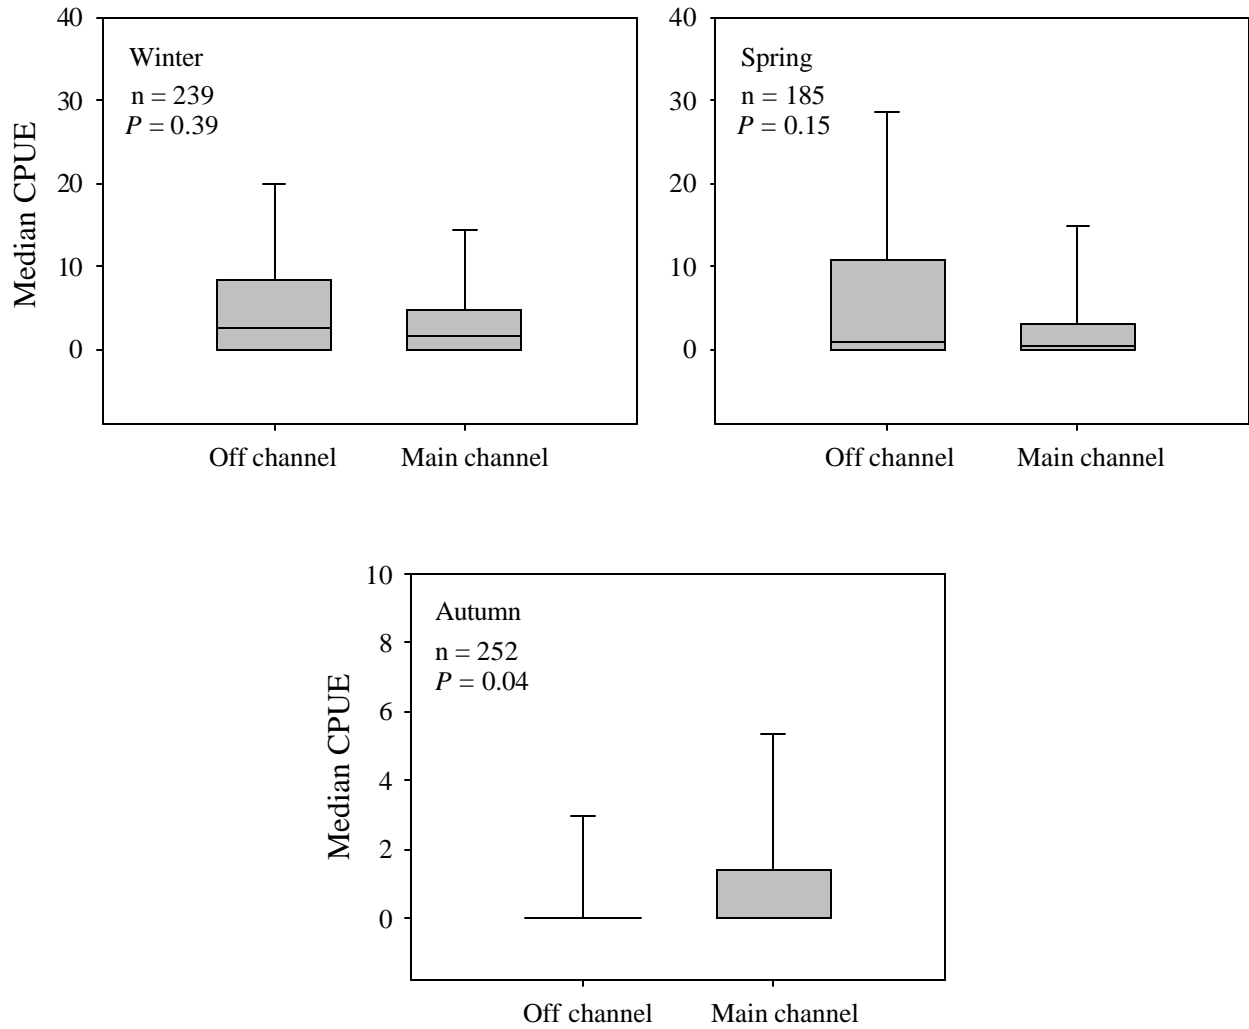 40
30
20
10
0
Median CPUE
Winter
n = 239
P = 0.39
Off channel Main channel
40
30
20
10
0
Spring
n = 185
P = 0.15
Off channel Main channel
10
8
6
4
2
0
Median CPUE
Autumn
n = 252
P = 0.04
Off channel Main channel